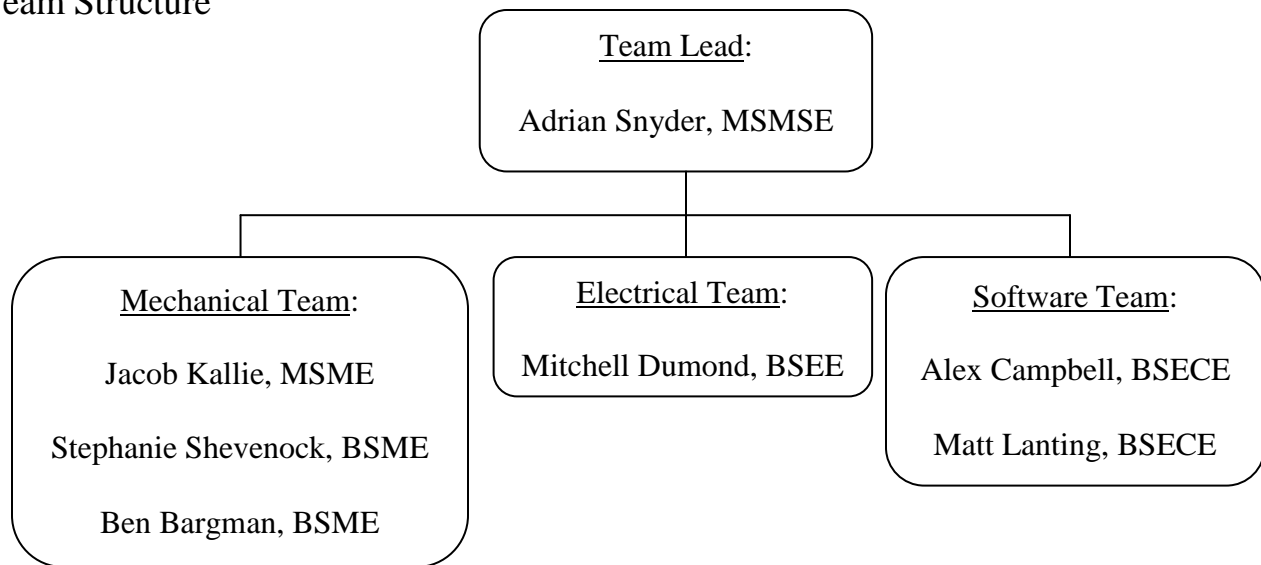 eam Structure
Team Lead:
Adrian Snyder, MSMSE
Mechanical Team:
Jacob Kallie, MSME
Stephanie Shevenock, BSME
Ben Bargman, BSME
Electrical Team:
Mitchell Dumond, BSEE
Software Team:
Alex Campbell, BSECE
Matt Lanting, BSECE